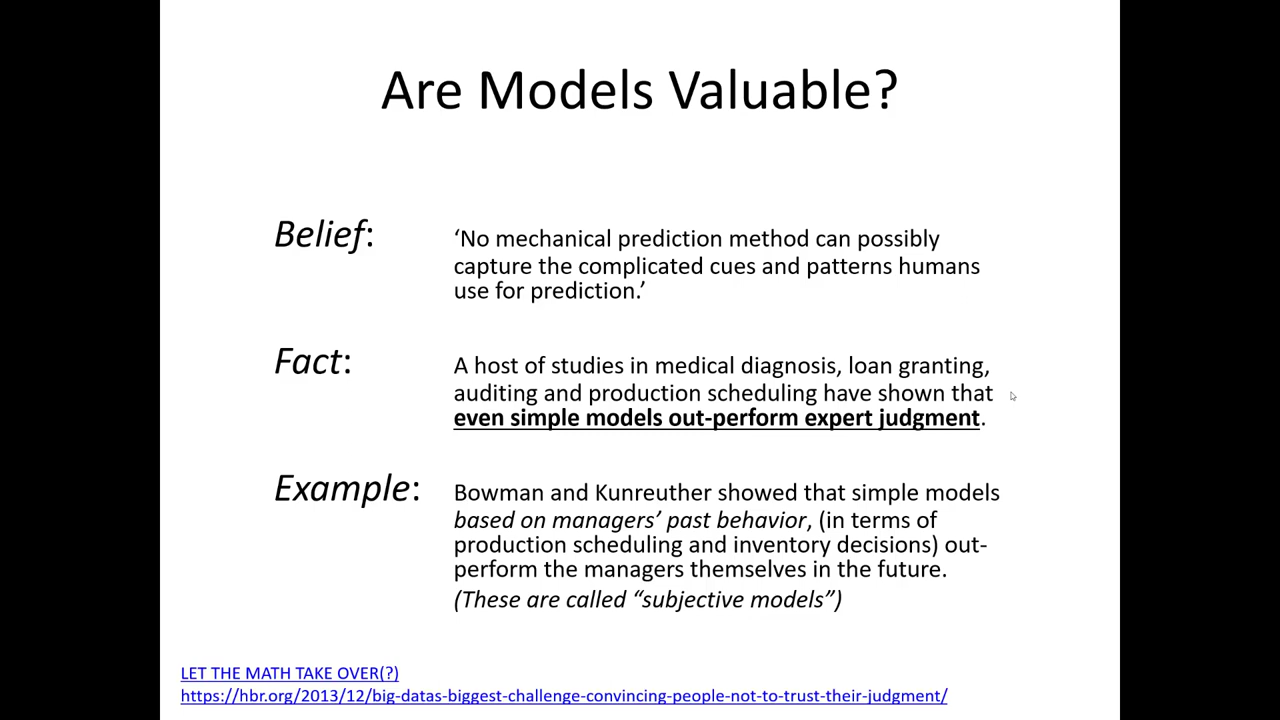 Are Models Valuable?
Belief: ‘No mechanical prediction method can possibly
capture the complicated cues and patterns humans
use for prediction.’
Fact: A host of studies in medical diagnosis, loan granting,
auditing and production scheduling have shown that
even simple models out-perform expert judgment.
Example: Bowman and Kunreuther showed that simple models
based on managers’ past behavior, (in terms of
production scheduling and inventory decisions) out-
perform the managers themselves in the future.
(These are called “subjective models”)
LET THE MATH TAKE OVER(?)
https://hbr.org/2013/12/big-datas-biggest-challenge-convincing-people-not-to-trust-their-judgment/